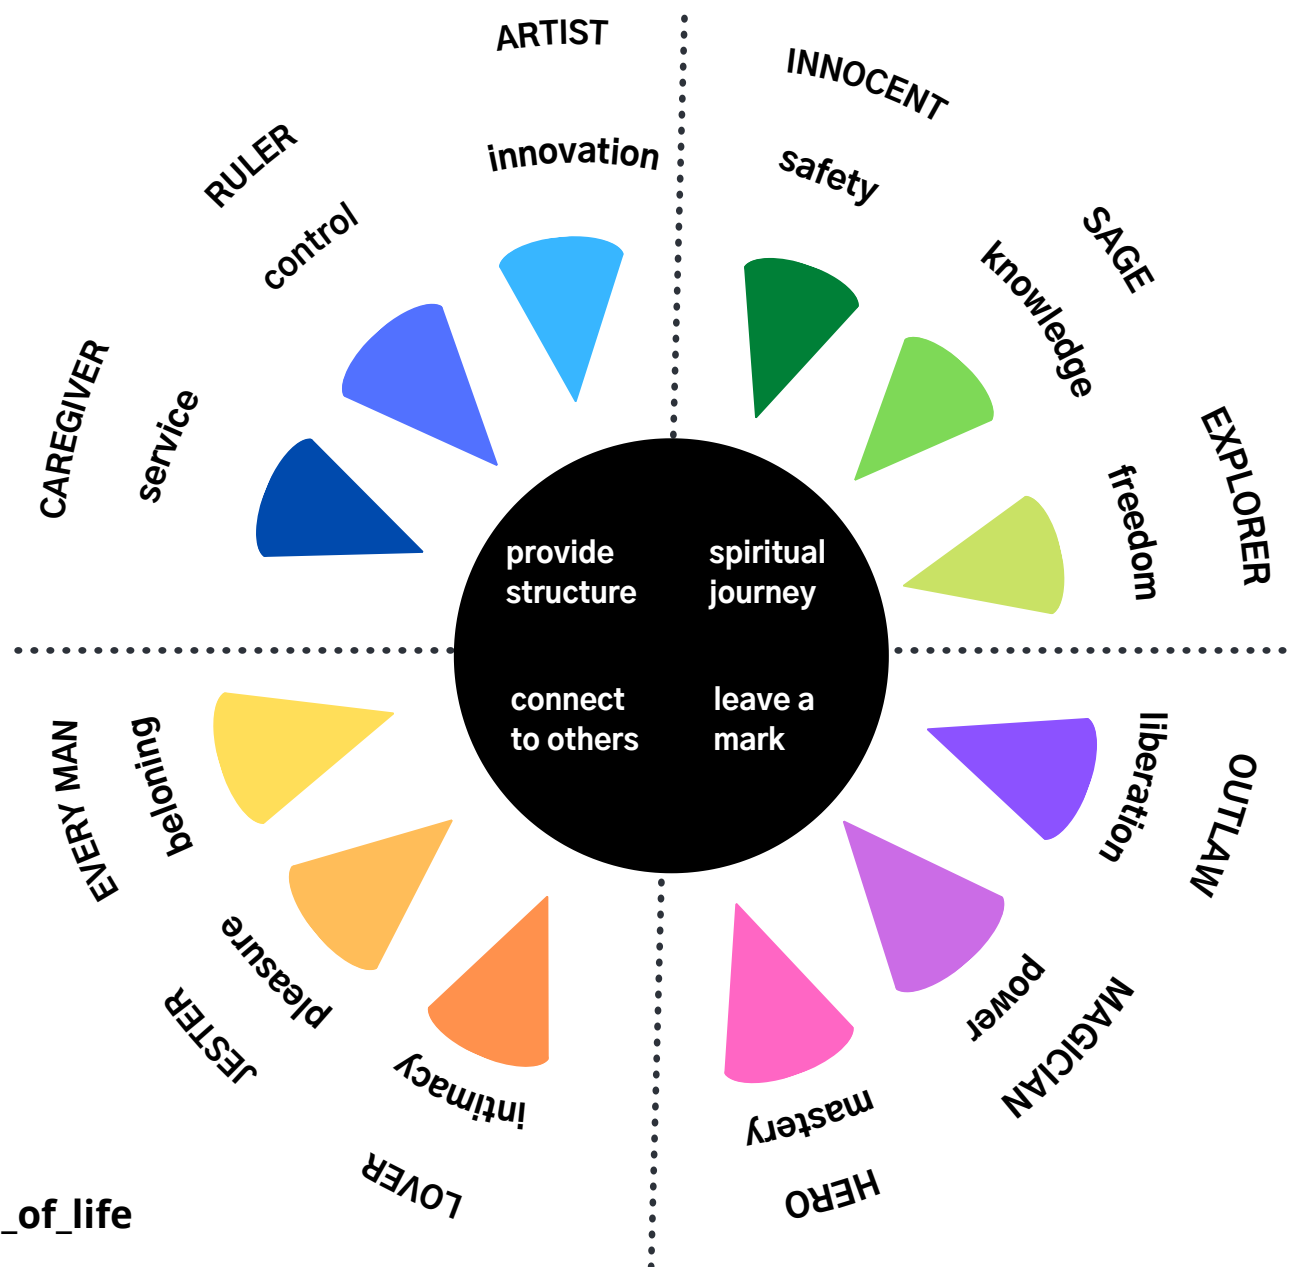 ARTIST
innovation
INNOCENT
safety
SAGE
knowledge
EXPLORER
freedom
OUTLAW
liberation
MAGICIAN
power
HERO
mastery
LOVER
intimacy
JESTER
pleasure
EVERY MAN
beloning
CAREGIVER
service
RULER
control
provide
structure
spiritual
journey
connect
to others
leave a
mark
_of_life